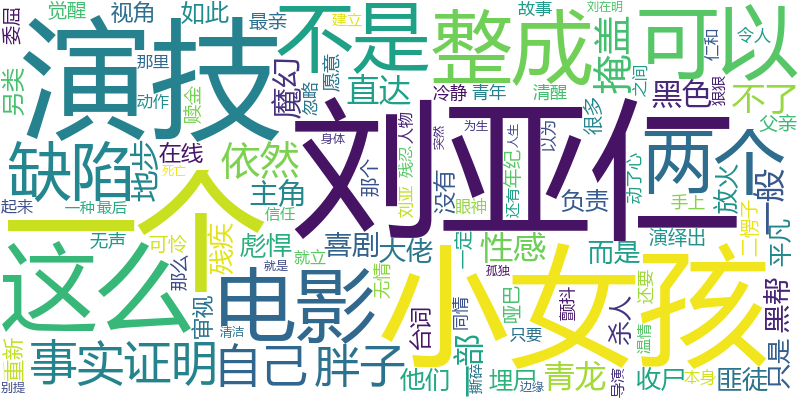 委屈 觉醒 视角 如此 最亲 那里 建立 故事 刘在明 令人
演技 不是 整成 可以
另类 动作 赎金 魔幻 忽略 愿意 直达 冷静 青年 清醒 掩盖 很多 之间 仁和 黑色 狠狠 不了
缺陷 地步 在线 依然 主角 那个 身体 残忍 人物 突然 为生 人生 以为 父亲
刘亚仁 两个 一般
一个 起来 一种 最后 无声 可怜 死亡 残疾 信任 刘亚 没有 眼神 还有 年纪 负责 动了心 手上 放火 二愣子 平凡
这么 那么 彪悍 就立 喜剧 大佬 一定 性感 而是 演绎出
小女孩
电影 审视 就是 无情 孤独 台词 同情 哑巴 颤抖 杀人 还要 黑帮
重新 事实证明 清洁 自己 胖子 一部 只要 温情 只是
别提 他们 撕碎 埋尸 边缘 青龙 导演 收尸 本身 匪徒